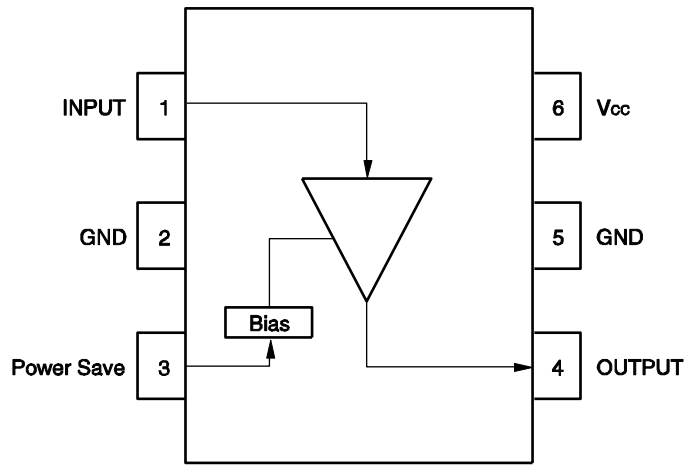 INPUT 1
6 Vcc
GND 2
5 GND
Bias
Power Save 3
4 OUTPUT